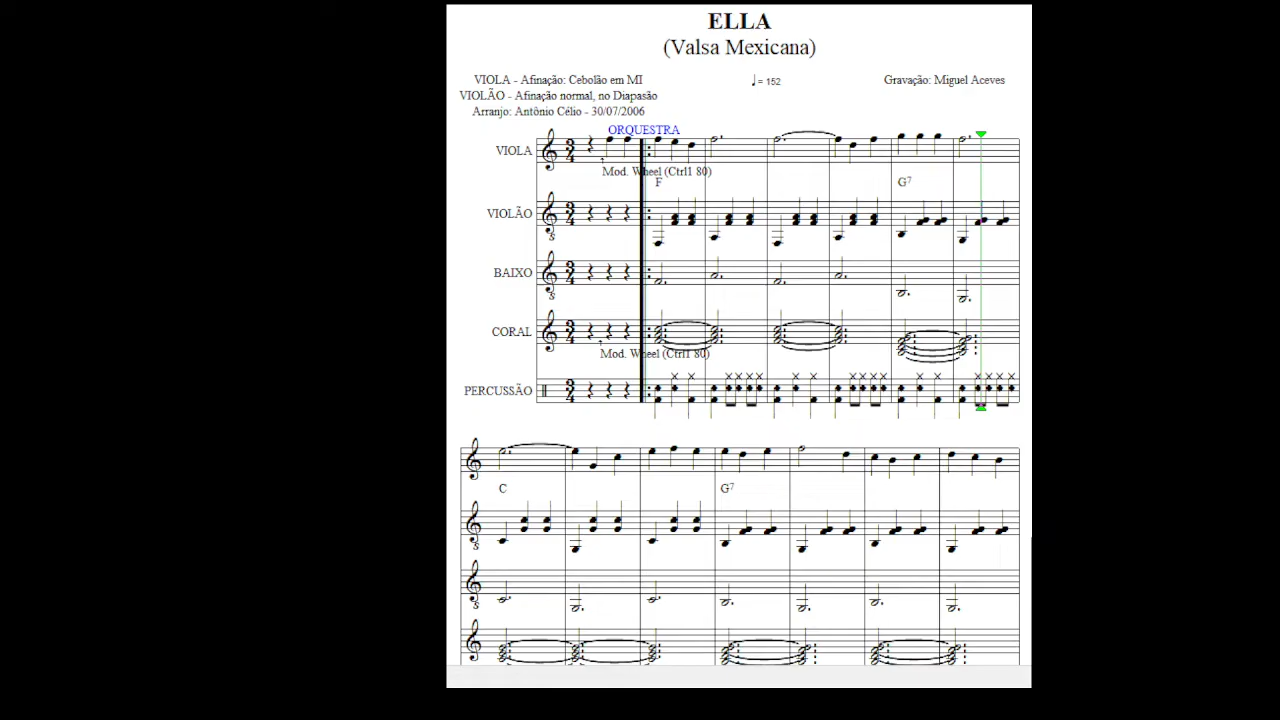 ELLA
(Valsa Mexicana)
VIOLA - Afinação: Cebolão em MI
♩ = 152
Gravação: Miguel Aceves
VIOLÃO - Afinação normal, no Diapasão
Arranjo: Antônio Célio - 30/07/2006
ORQUESTRA
VIOLA
Mod. Wheel (Ctrl1 80)
F
G7
VIOLÃO
BAIXO
CORAL
Mod. Wheel (Ctrl1 80)
PERCUSSÃO
C
G7